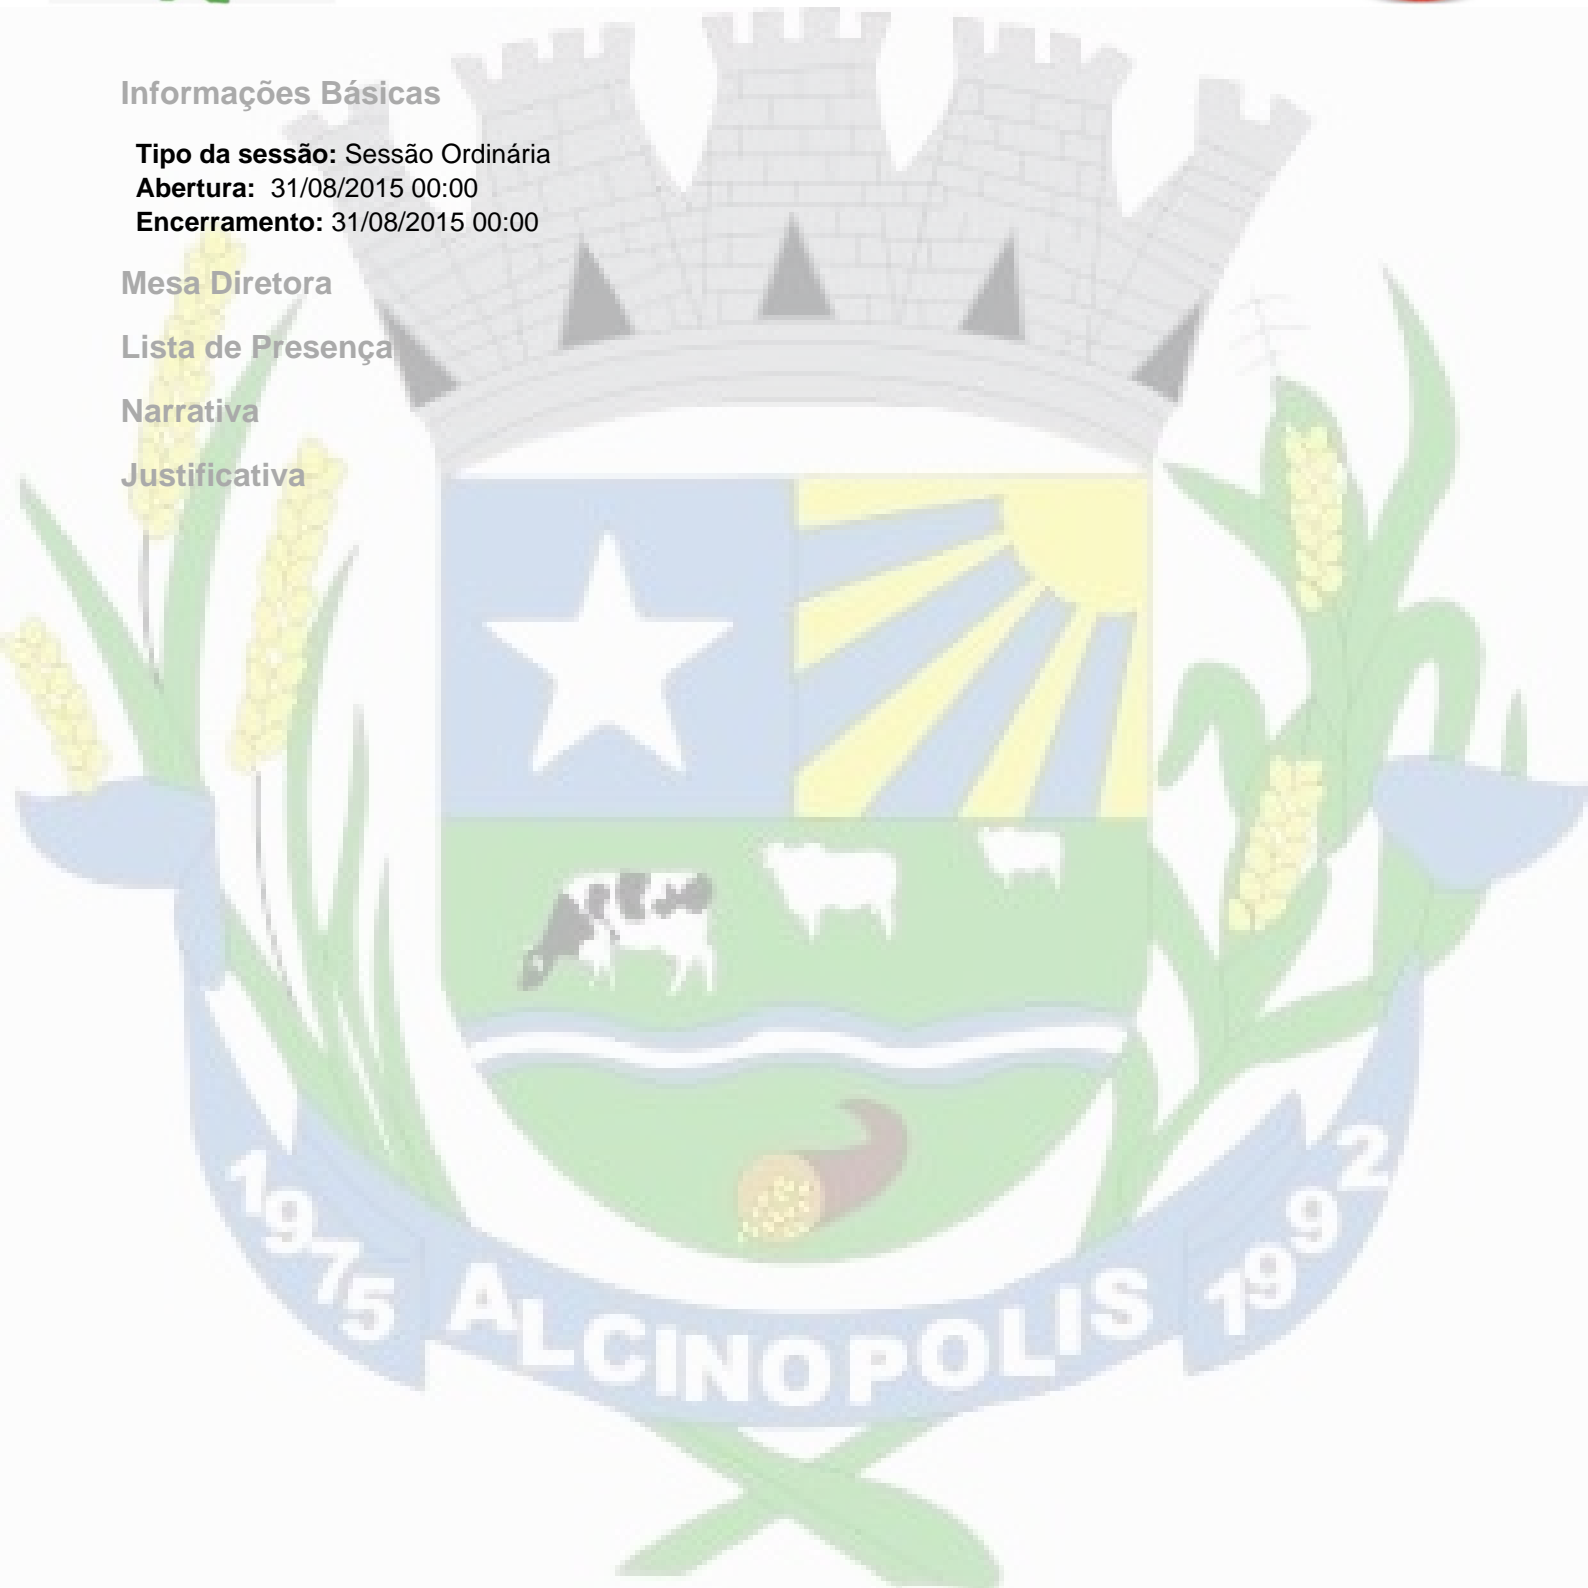 Informações Básicas
Tipo da sessão: Sessão Ordinária
Abertura: 31/08/2015 00:00
Encerramento: 31/08/2015 00:00
Mesa Diretora
Lista de Presença
Narrativa
Justificativa
1975 ALCINOPOLIS 1992